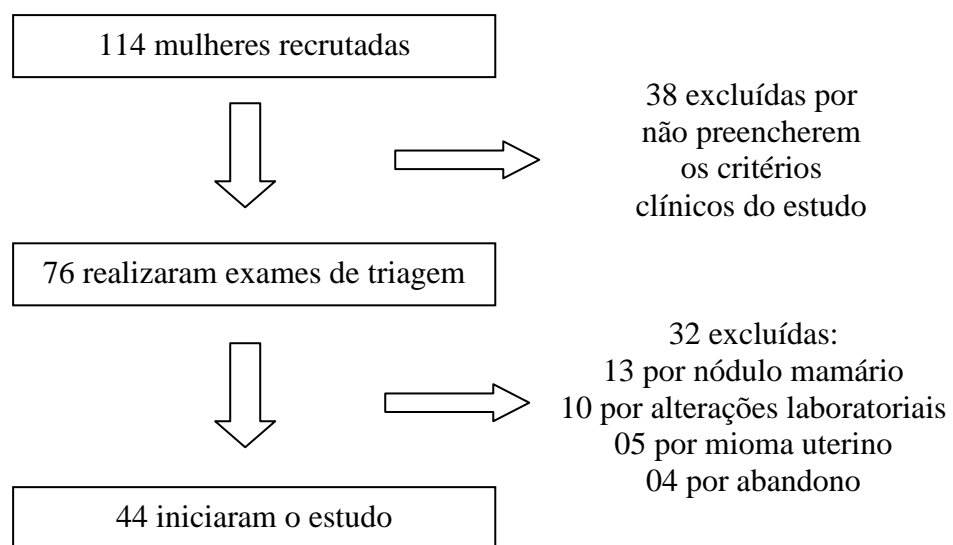 114 mulheres recrutadas
38 excluídas por
não preencherem
os critérios
clínicos do estudo
76 realizaram exames de triagem
32 excluídas:
13 por nódulo mamário
10 por alterações laboratoriais
05 por mioma uterino
04 por abandono
44 iniciaram o estudo